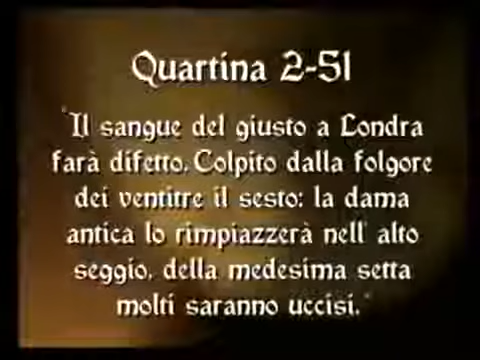 Quartina 2-51
"Il sangue del giusto a Londra
farà difetto. Colpito dalla folgore
dei ventitre il sesto: la dama
antica lo rimpiazzerà nell' alto
seggio, della medesima setta
molti saranno uccisi."